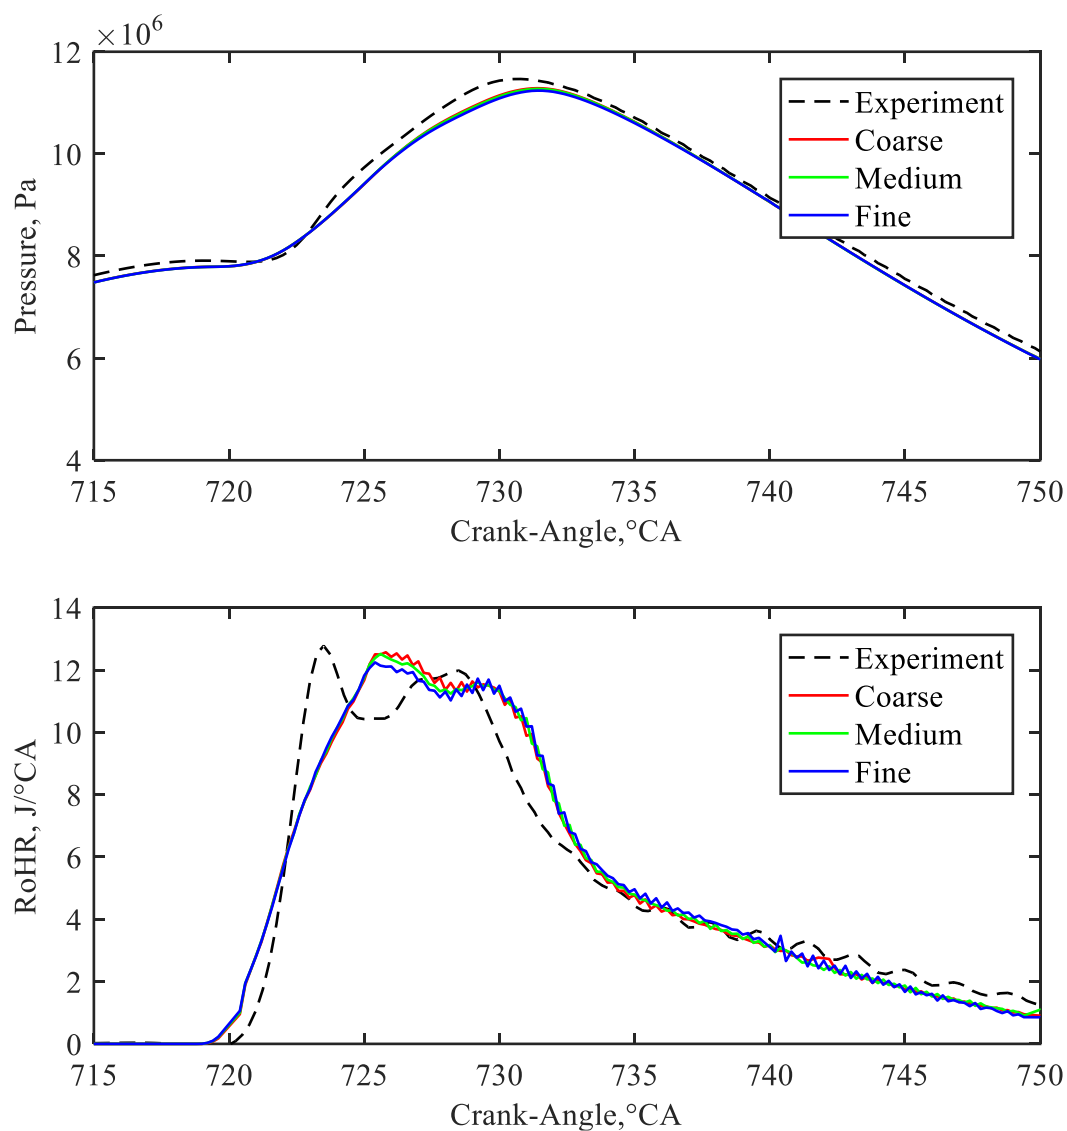 ×10⁶
12
10
8
6
4
Pressure, Pa
Experiment
Coarse
Medium
Fine
715 720 725 730 735 740 745 750
Crank-Angle,°CA
14
12
10
8
6
4
2
0
RoHR, J/°CA
Experiment
Coarse
Medium
Fine
715 720 725 730 735 740 745 750
Crank-Angle,°CA